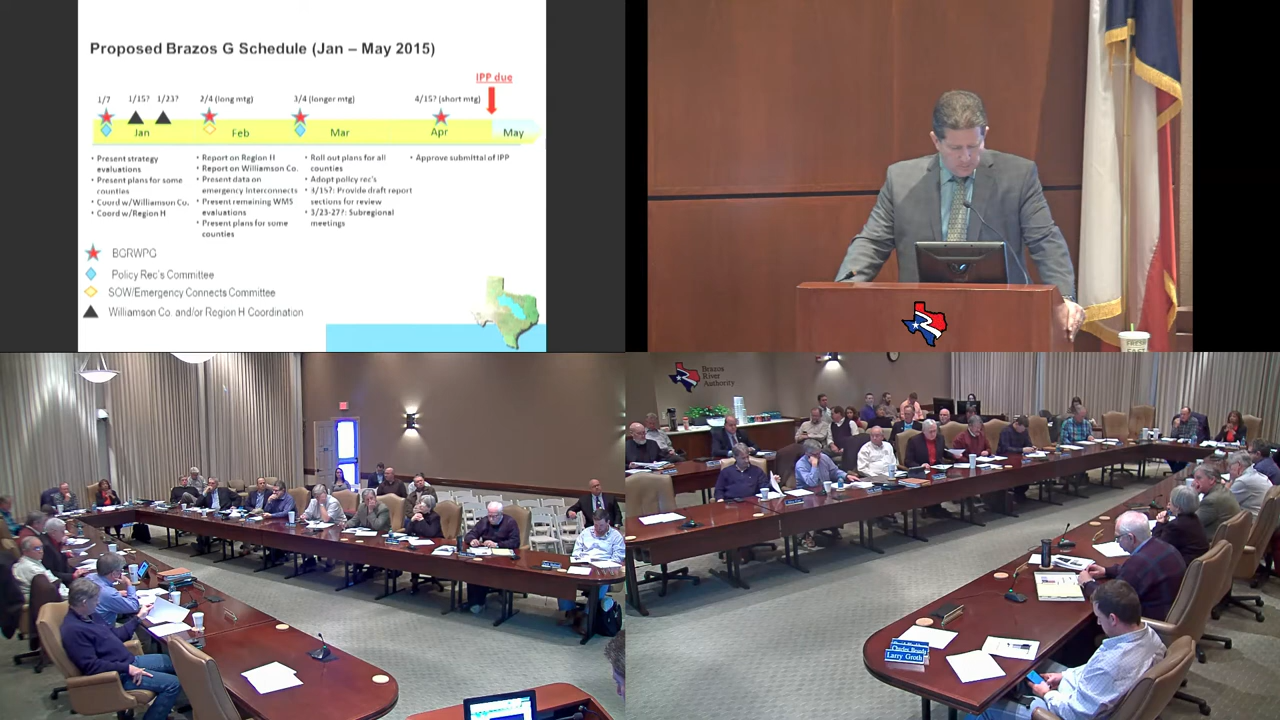 Proposed Brazos G Schedule (Jan – May 2015)
IPP due
1/7
1/15?
1/23?
2/4 (long mtg)
3/4 (longer mtg)
4/15? (short mtg)
Jan
Feb
Mar
Apr
May
• Present strategy
evaluations
• Present plans for some
counties
• Coord w/Williamson Co.
• Coord w/Region H
• Report on Region H
• Report on Williamson Co.
• Present data on
emergency Interconnects
• Present remaining WMS
evaluations
• Present plans for some
counties
• Roll out plans for all
counties
• Adopt policy rec's
• 3/15?: Provide draft report
sections for review
• 3/23-27?: Subregional
meetings
• Approve submittal of IPP
BGRWPG
Policy Rec's Committee
SOW/Emergency Connects Committee
Williamson Co. and/or Region H Coordination
Brazos
River
Authority
Charles Beseda
Larry Groth